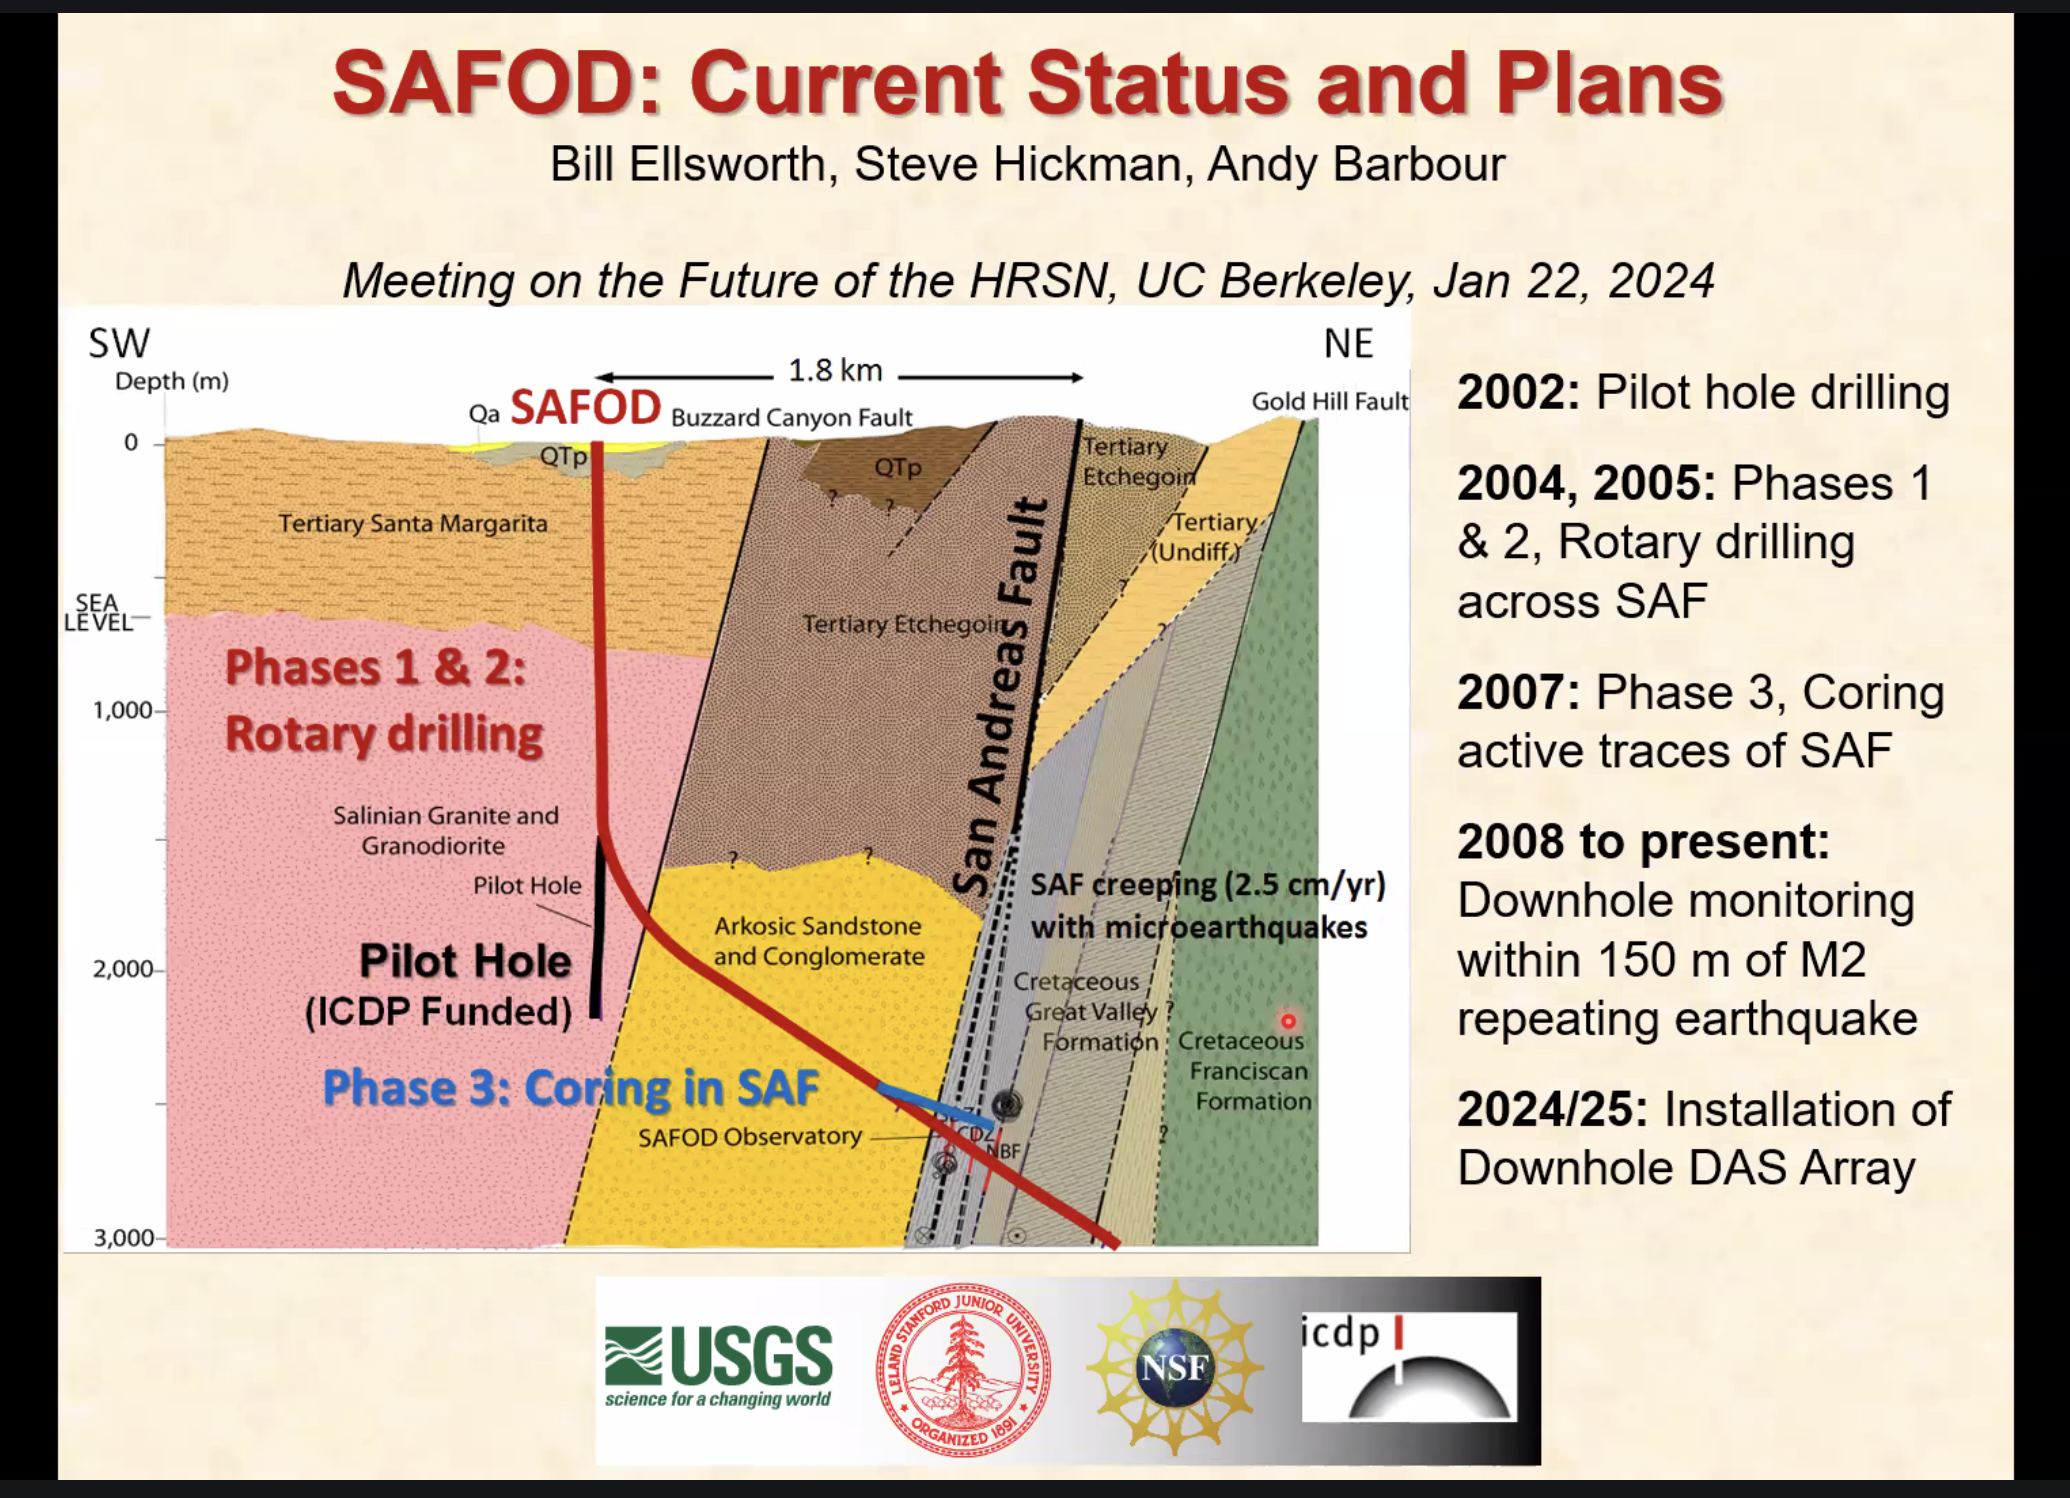 SAFOD: Current Status and Plans
Bill Ellsworth, Steve Hickman, Andy Barbour
Meeting on the Future of the HRSN, UC Berkeley, Jan 22, 2024
SW
NE
Depth (m)
1.8 km
Qa
SAFOD
Buzzard Canyon Fault
Gold Hill Fault
0
QTp
QTp
Tertiary
Etchegoin
?
?
Tertiary Santa Margarita
Tertiary
(Undiff.)
?
SEA
LEVEL
Tertiary Etchegoin
San Andreas Fault
?
Phases 1 & 2:
Rotary drilling
1,000
Salinian Granite and
Granodiorite
?
?
Pilot Hole
SAF creeping (2.5 cm/yr)
with microearthquakes
Arkosic Sandstone
and Conglomerate
Pilot Hole
(ICDP Funded)
2,000
Cretaceous
Great Valley
Formation
?
Cretaceous
Franciscan
Formation
Phase 3: Coring in SAF
SAFOD Observatory
CDZ
NBF
?
3,000
2002: Pilot hole drilling
2004, 2005: Phases 1
& 2, Rotary drilling
across SAF
2007: Phase 3, Coring
active traces of SAF
2008 to present:
Downhole monitoring
within 150 m of M2
repeating earthquake
2024/25: Installation of
Downhole DAS Array
USGS
science for a changing world
LELAND STANFORD JUNIOR UNIVERSITY
ORGANIZED 1891
NSF
icdp